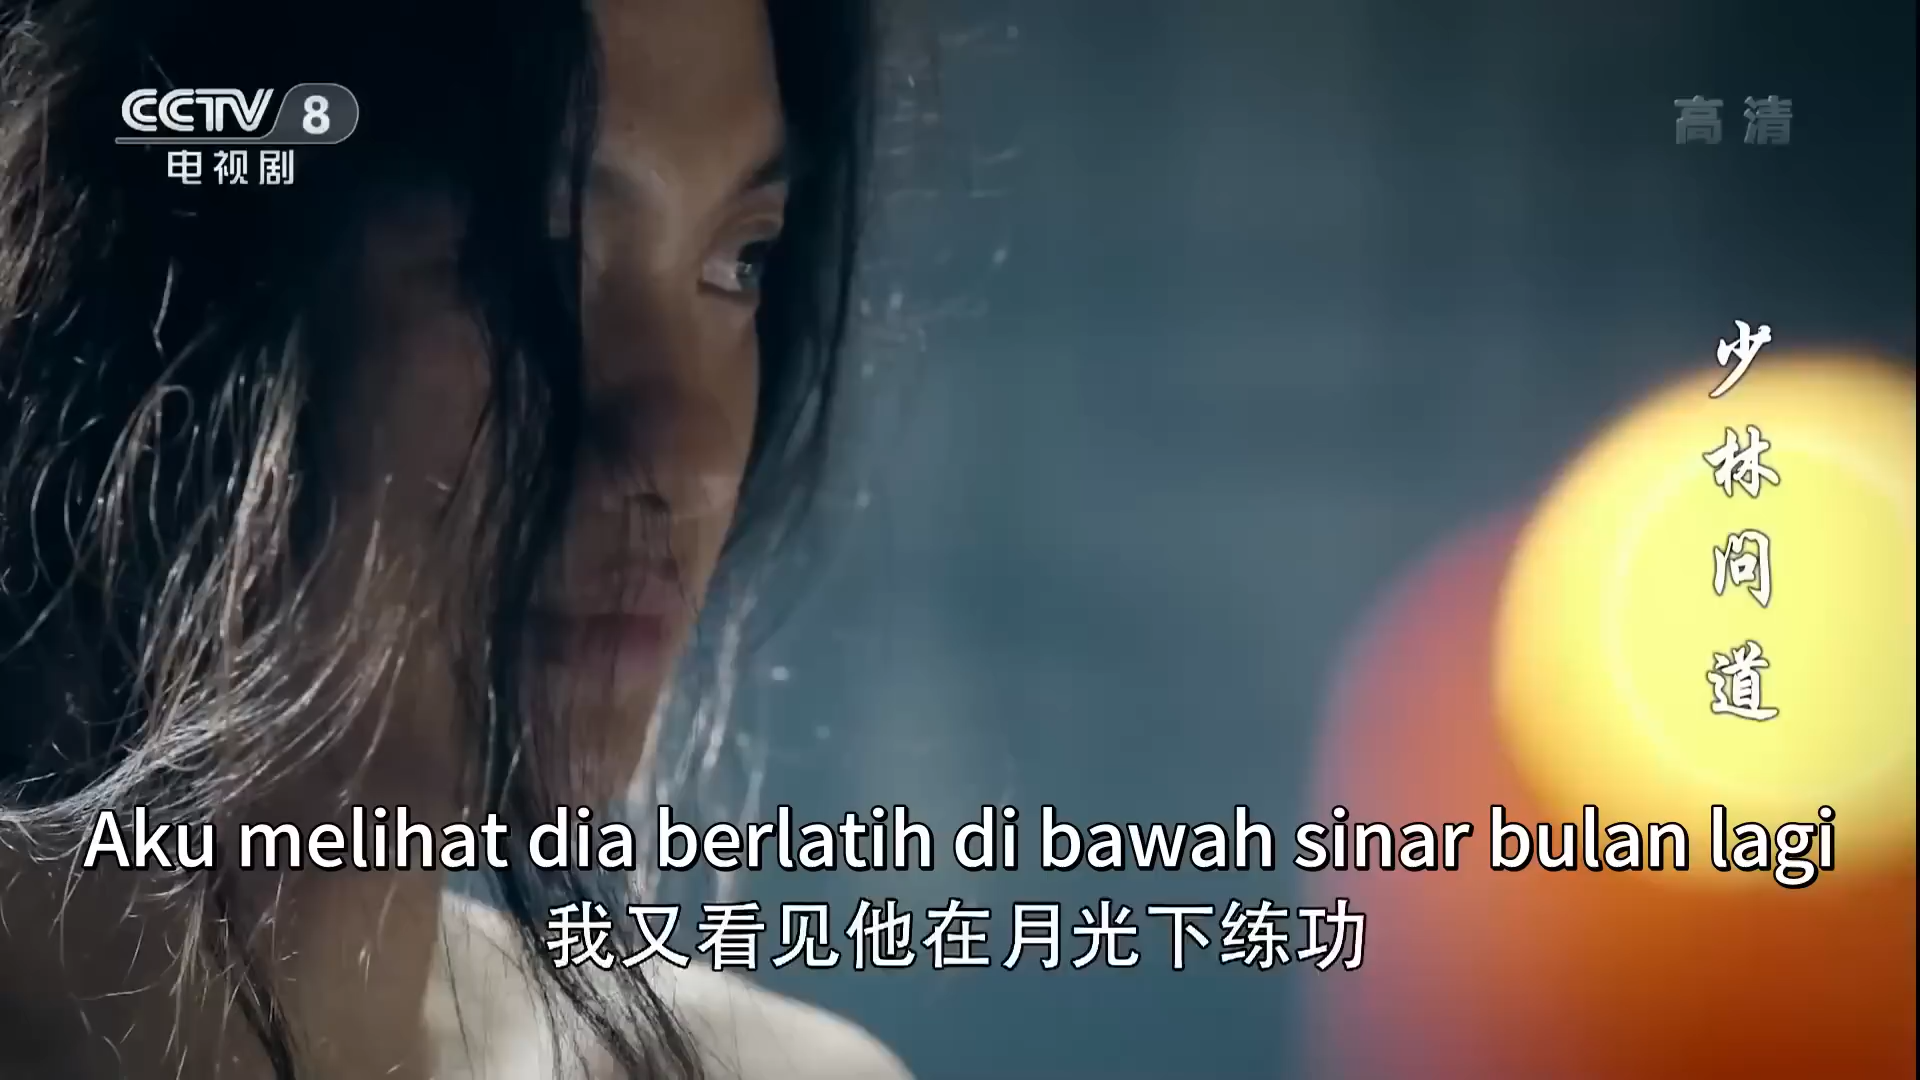 CCTV 8
电视剧
高清
少林问道
Aku melihat dia berlatih di bawah sinar bulan lagi
我又看见他在月光下练功